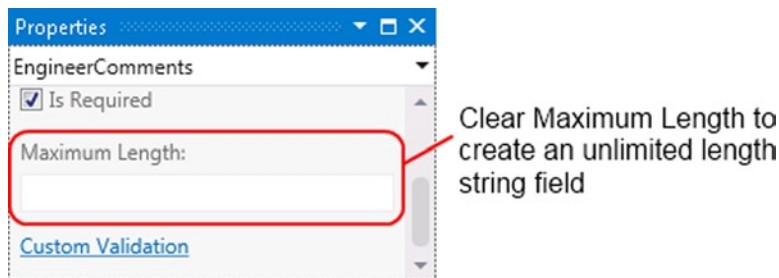 Properties
EngineerComments
Is Required
Maximum Length:
Custom Validation
Clear Maximum Length to
create an unlimited length
string field